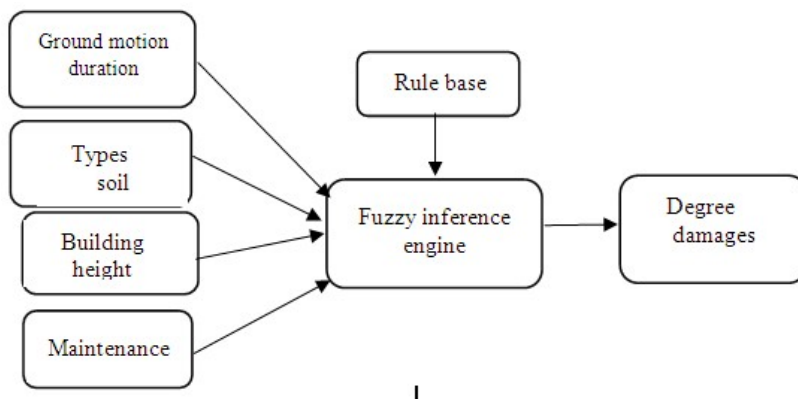 Ground motion
duration
Types
soil
Building
height
Maintenance
Rule base
Fuzzy inference
engine
Degree
damages